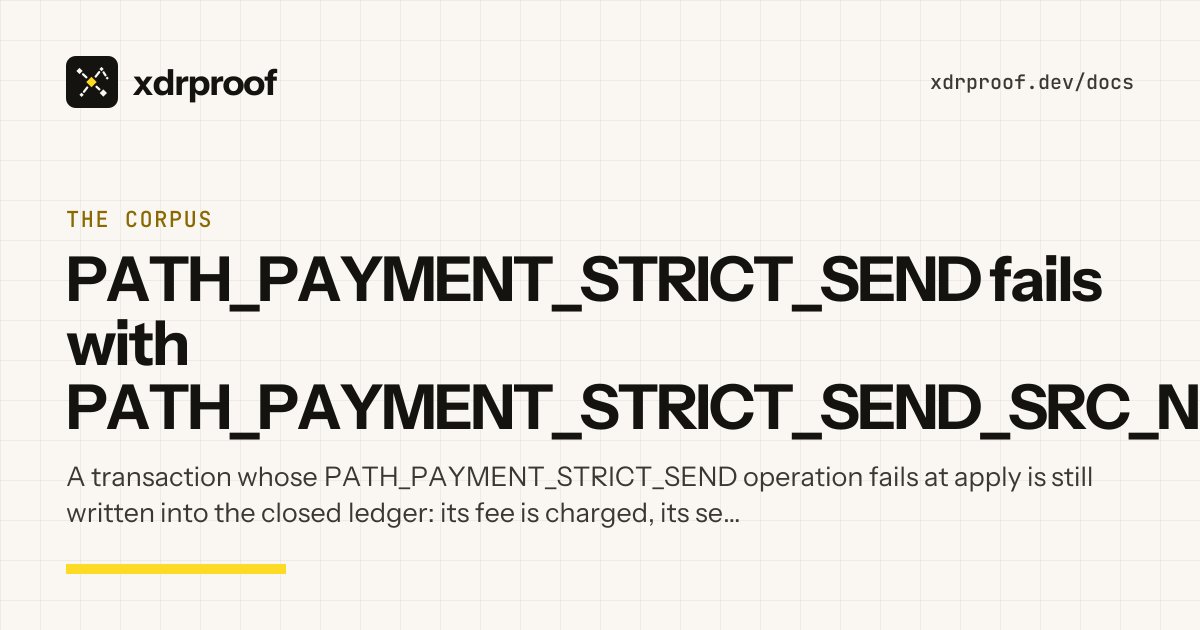 xdrproof
xdrproof.dev/docs
THE CORPUS
PATH_PAYMENT_STRICT_SEND fails
with
PATH_PAYMENT_STRICT_SEND_SRC_N
A transaction whose PATH_PAYMENT_STRICT_SEND operation fails at apply is still
written into the closed ledger: its fee is charged, its se...